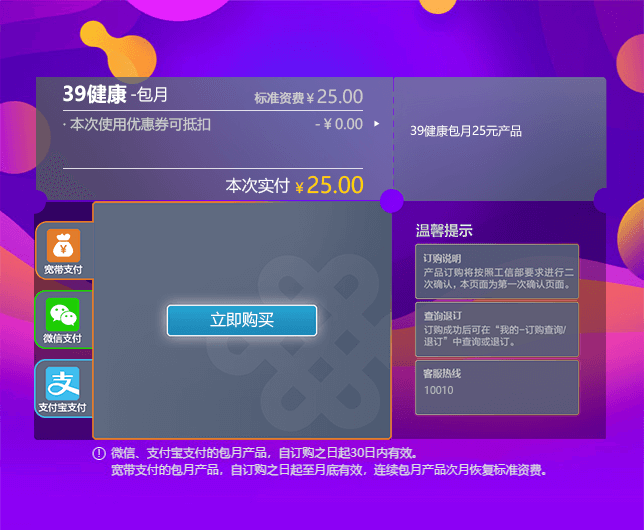 39健康 -包月
标准资费¥ 25.00
· 本次使用优惠券可抵扣
- ¥ 0.00
本次实付 ¥ 25.00
39健康包月25元产品
宽带支付
微信支付
支付宝支付
立即购买
温馨提示
订购说明
产品订购将按照工信部要求进行二
次确认，本页面为第一次确认页面。
查询退订
订购成功后可在“我的-订购查询/
退订”中查询或退订。
客服热线
10010
微信、支付宝支付的包月产品，自订购之日起30日内有效。
宽带支付的包月产品，自订购之日起至月底有效，连续包月产品次月恢复标准资费。